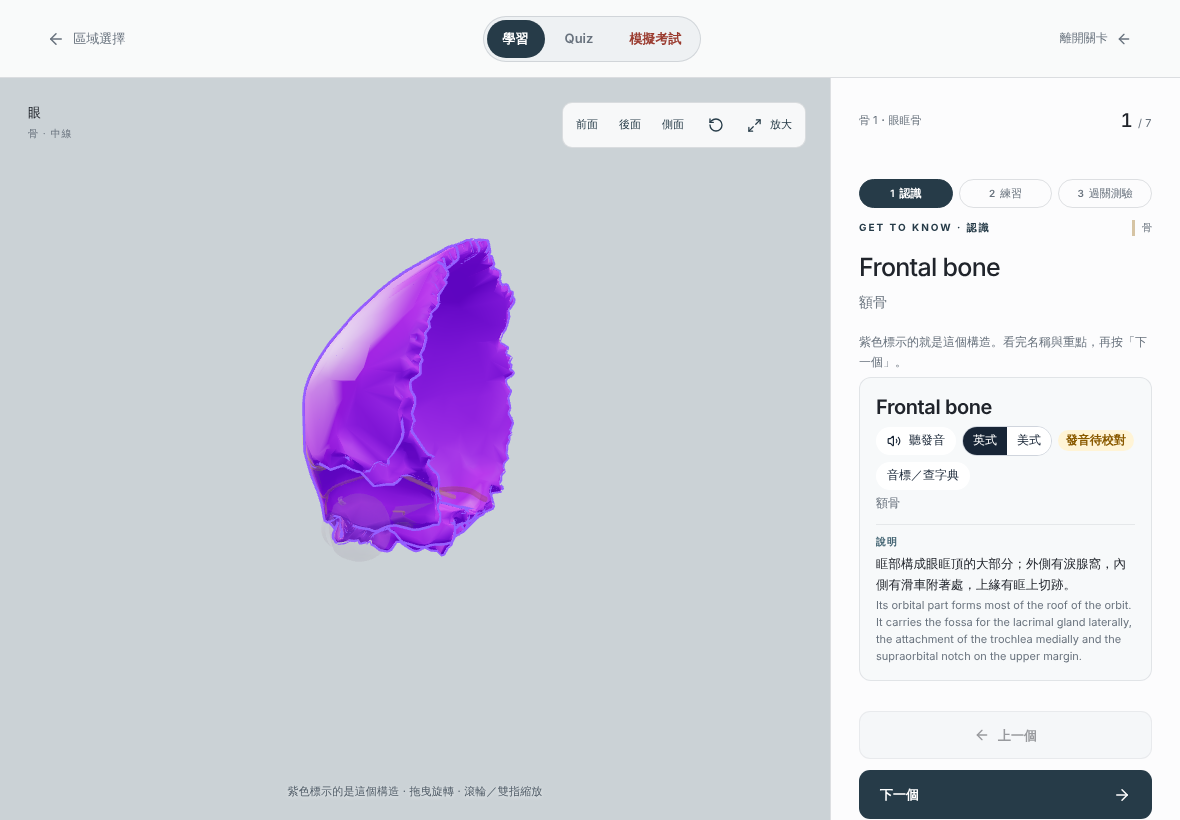 區域選擇
學習
Quiz
模擬考試
離開關卡
眼
骨 · 中線
前面
後面
側面
放大
紫色標示的是這個構造 · 拖曳旋轉 · 滾輪／雙指縮放
骨 1 · 眼眶骨
1 / 7
1 認識
2 練習
3 過關測驗
GET TO KNOW · 認識
骨
Frontal bone
額骨
紫色標示的就是這個構造。看完名稱與重點，再按「下
一個」。
Frontal bone
聽發音
英式
美式
發音待校對
音標／查字典
額骨
說明
眶部構成眼眶頂的大部分；外側有淚腺窩，內
側有滑車附著處，上緣有眶上切跡。
Its orbital part forms most of the roof of the orbit.
It carries the fossa for the lacrimal gland laterally,
the attachment of the trochlea medially and the
supraorbital notch on the upper margin.
上一個
下一個